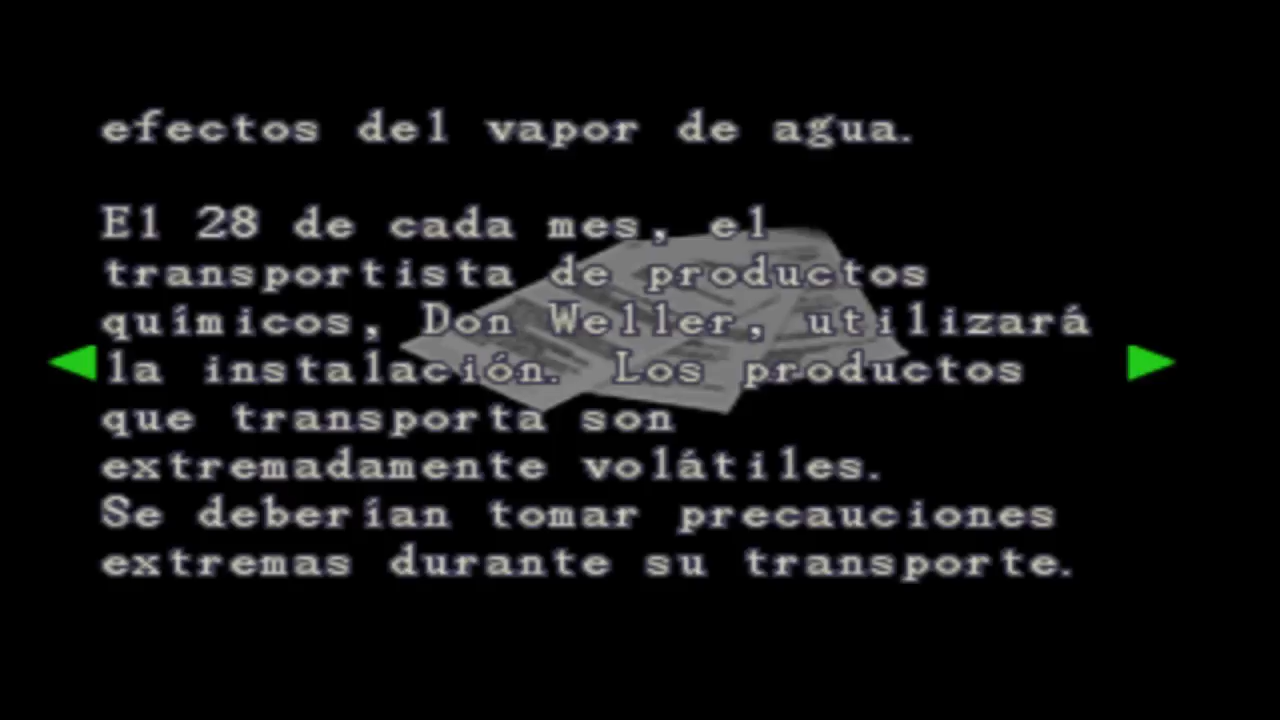 efectos del vapor de agua.
El 28 de cada mes, el
transportista de productos
químicos, Don Weller, utilizará
la instalación. Los productos
que transporta son
extremadamente volátiles.
Se deberían tomar precauciones
extremas durante su transporte.